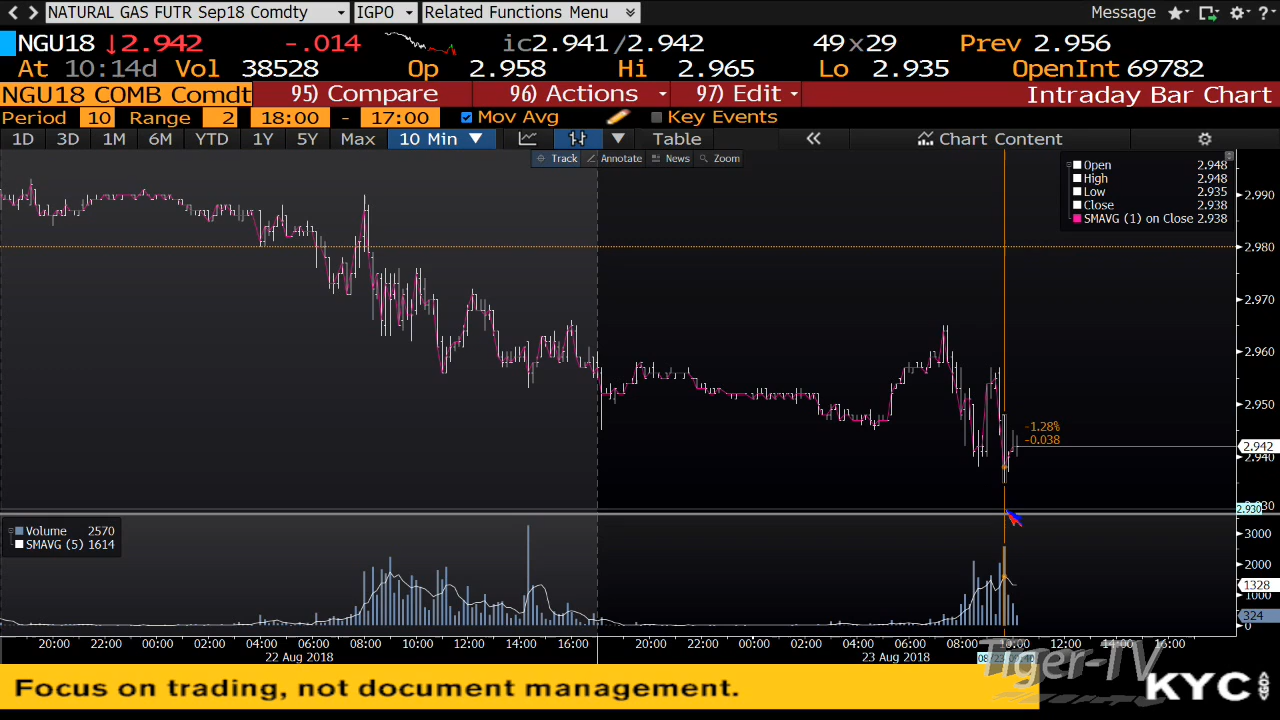 NATURAL GAS FUTR Sep18 Comdty IGPO Related Functions Menu Message ?
NGU18 ↓2.942 -.014 ic2.941/2.942 49x29 Prev 2.956
At 10:14d Vol 38528 Op 2.958 Hi 2.965 Lo 2.935 OpenInt 69782
NGU18 COMB Comdt 95) Compare 96) Actions 97) Edit Intraday Bar Chart
Period 10 Range 2 18:00 - 17:00 Mov Avg Key Events
1D 3D 1M 6M YTD 1Y 5Y Max 10 Min Table Chart Content
Track Annotate News Zoom
Open 2.948
High 2.948
Low 2.935
Close 2.938
SMAVG (1) on Close 2.938
2.990
2.980
2.970
2.960
2.950
-1.28%
-0.038
2.942
2.940
2.930
2.930
Volume 2570
SMAVG (5) 1614
3000
2000
1328
1000
324
0
20:00 22:00 00:00 02:00 04:00 06:00 08:00 10:00 12:00 14:00 16:00 20:00 22:00 00:00 02:00 04:00 06:00 08:00 10:00 12:00 14:00 16:00
22 Aug 2018 23 Aug 2018
Tiger-TV
Focus on trading, not document management.
KYC GO